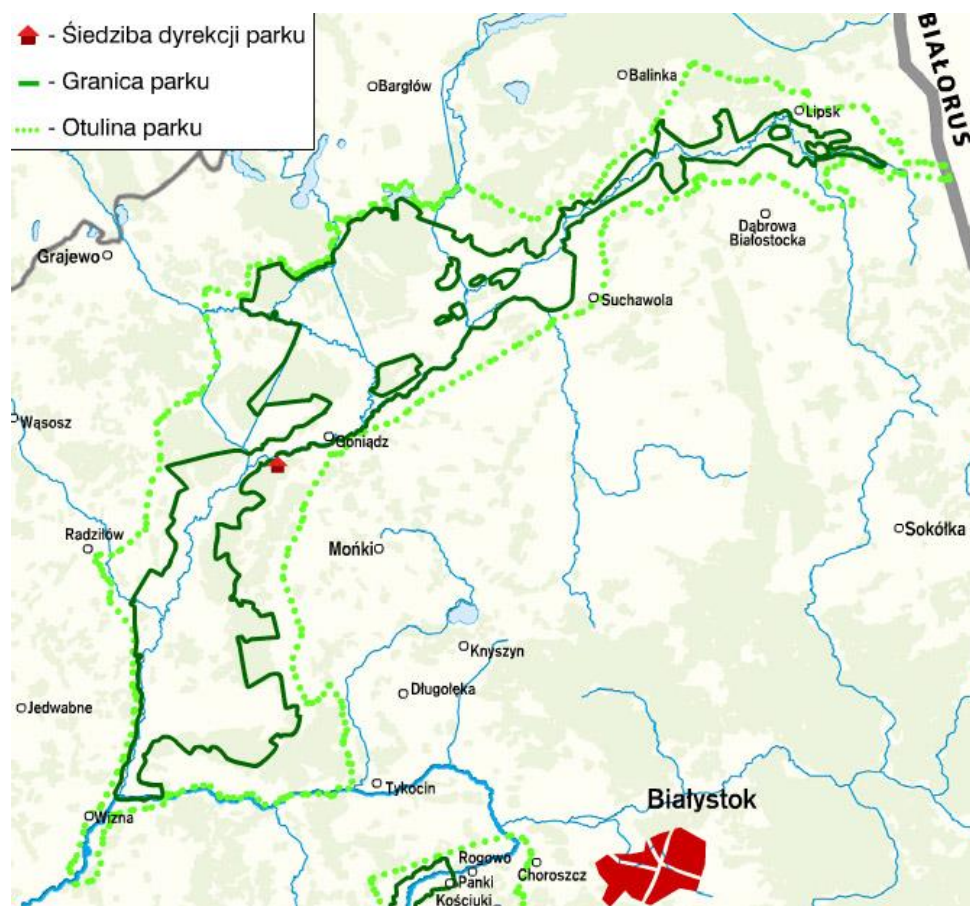 - Śiedziba dyrekcji parku
- Granica parku
- Otulina parku
BIAŁORUS
Bargłów
Balinka
Lipsk
Dąbrowa
Białostocka
Grajewo
Suchawola
Wąsosz
Goniądz
Radziłów
Mońki
Sokółka
Knyszyn
Długołęka
Jedwabne
Tykocin
Wizna
Białystok
Rogowo
Choroszcz
Panki
Kościuki